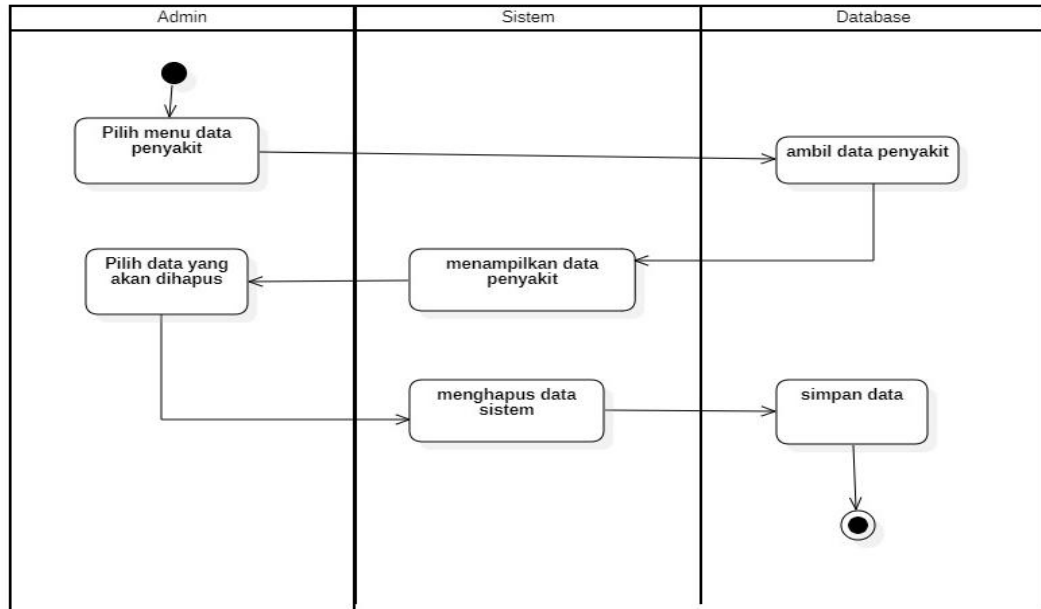 Admin
Sistem
Database
Pilih menu data
penyakit
ambil data penyakit
Pilih data yang
akan dihapus
menampilkan data
penyakit
menghapus data
sistem
simpan data